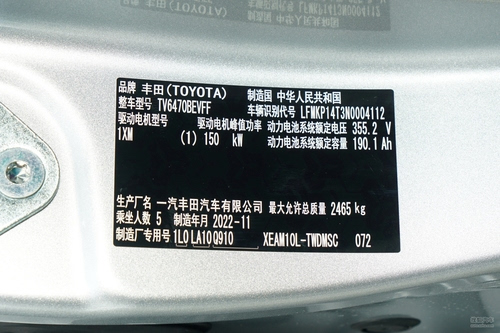 品牌 丰田(TOYOTA) 制造国 中华人民共和国
整车型号 TV6470BEVFF 车辆识别代号 LFMKP14T3N0004112
驱动电机型号 驱动电机峰值功率 动力电池系统额定电压 355.2 V
1XM (1) 150 kW 动力电池系统额定容量 190.1 Ah
生产厂名 一汽丰田汽车有限公司 最大允许总质量 2465 kg
乘坐人数 5 制造年月 2022-11
制造厂专用号 1L0 LA10 Q910 XEAM10L-TWDMSC 072